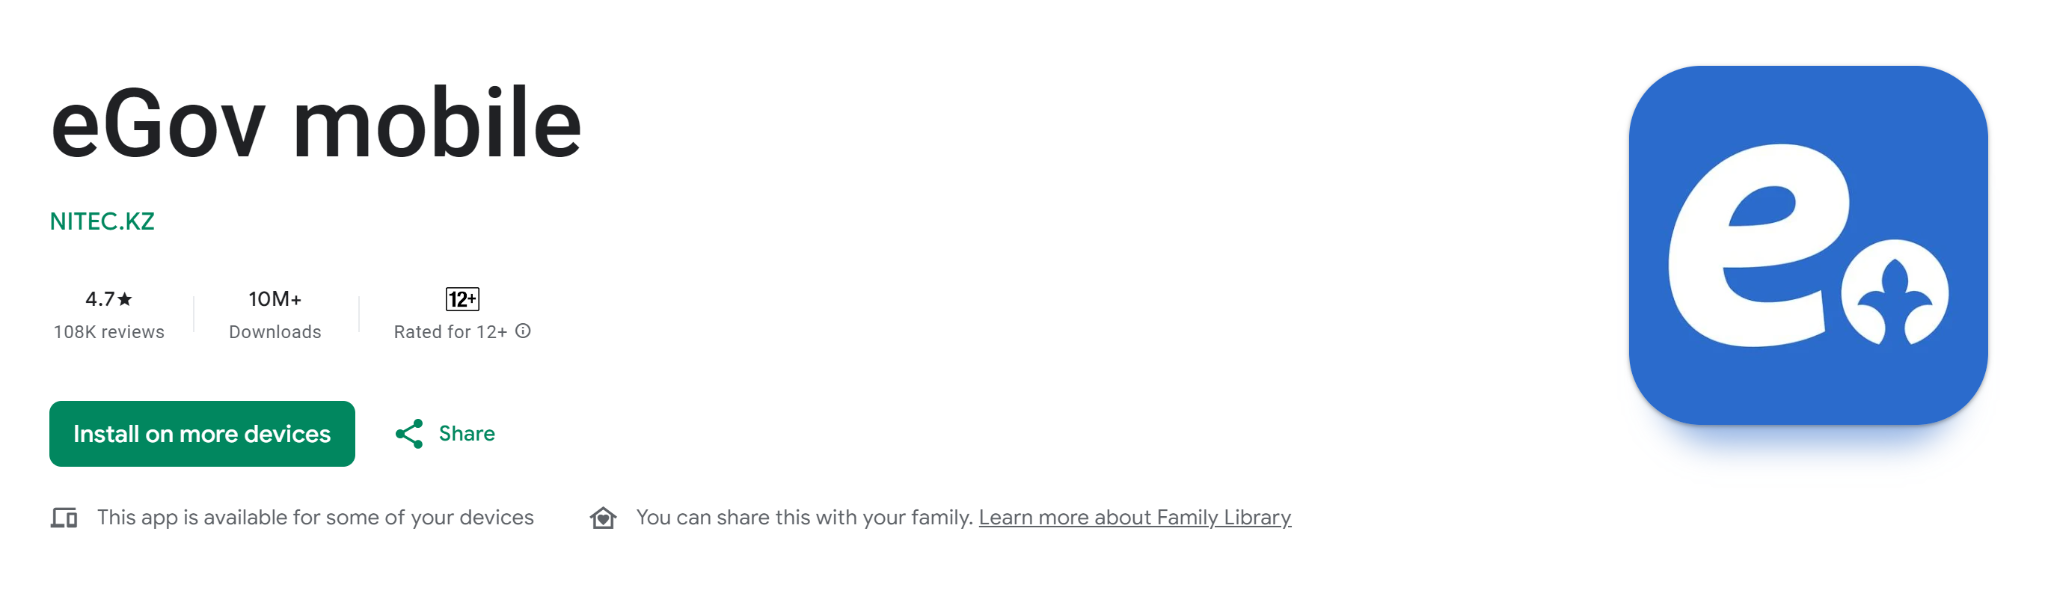 eGov mobile
NITEC.KZ
4.7★
108K reviews
10M+
Downloads
12+
Rated for 12+
Install on more devices
Share
This app is available for some of your devices
You can share this with your family. Learn more about Family Library
e